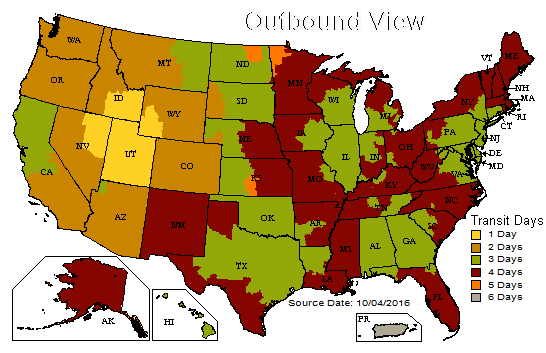 Outbound View
WA
OR
CA
NV
ID
MT
WY
UT
AZ
CO
NM
ND
SD
NE
KS
OK
TX
MN
IA
MO
AR
LA
WI
IL
MI
IN
OH
KY
TN
MS
AL
GA
FL
SC
NC
VA
WV
PA
NY
VT
ME
NH
MA
RI
CT
NJ
DE
MD
AK
HI
PR
Transit Days
1 Day
2 Days
3 Days
4 Days
5 Days
6 Days
Source Date: 10/04/2016